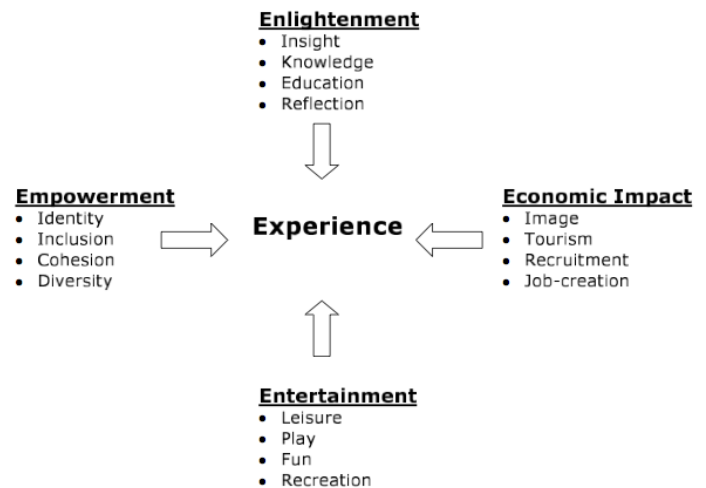 Enlightenment
• Insight
• Knowledge
• Education
• Reflection
Empowerment
• Identity
• Inclusion
• Cohesion
• Diversity
Experience
Economic Impact
• Image
• Tourism
• Recruitment
• Job-creation
Entertainment
• Leisure
• Play
• Fun
• Recreation